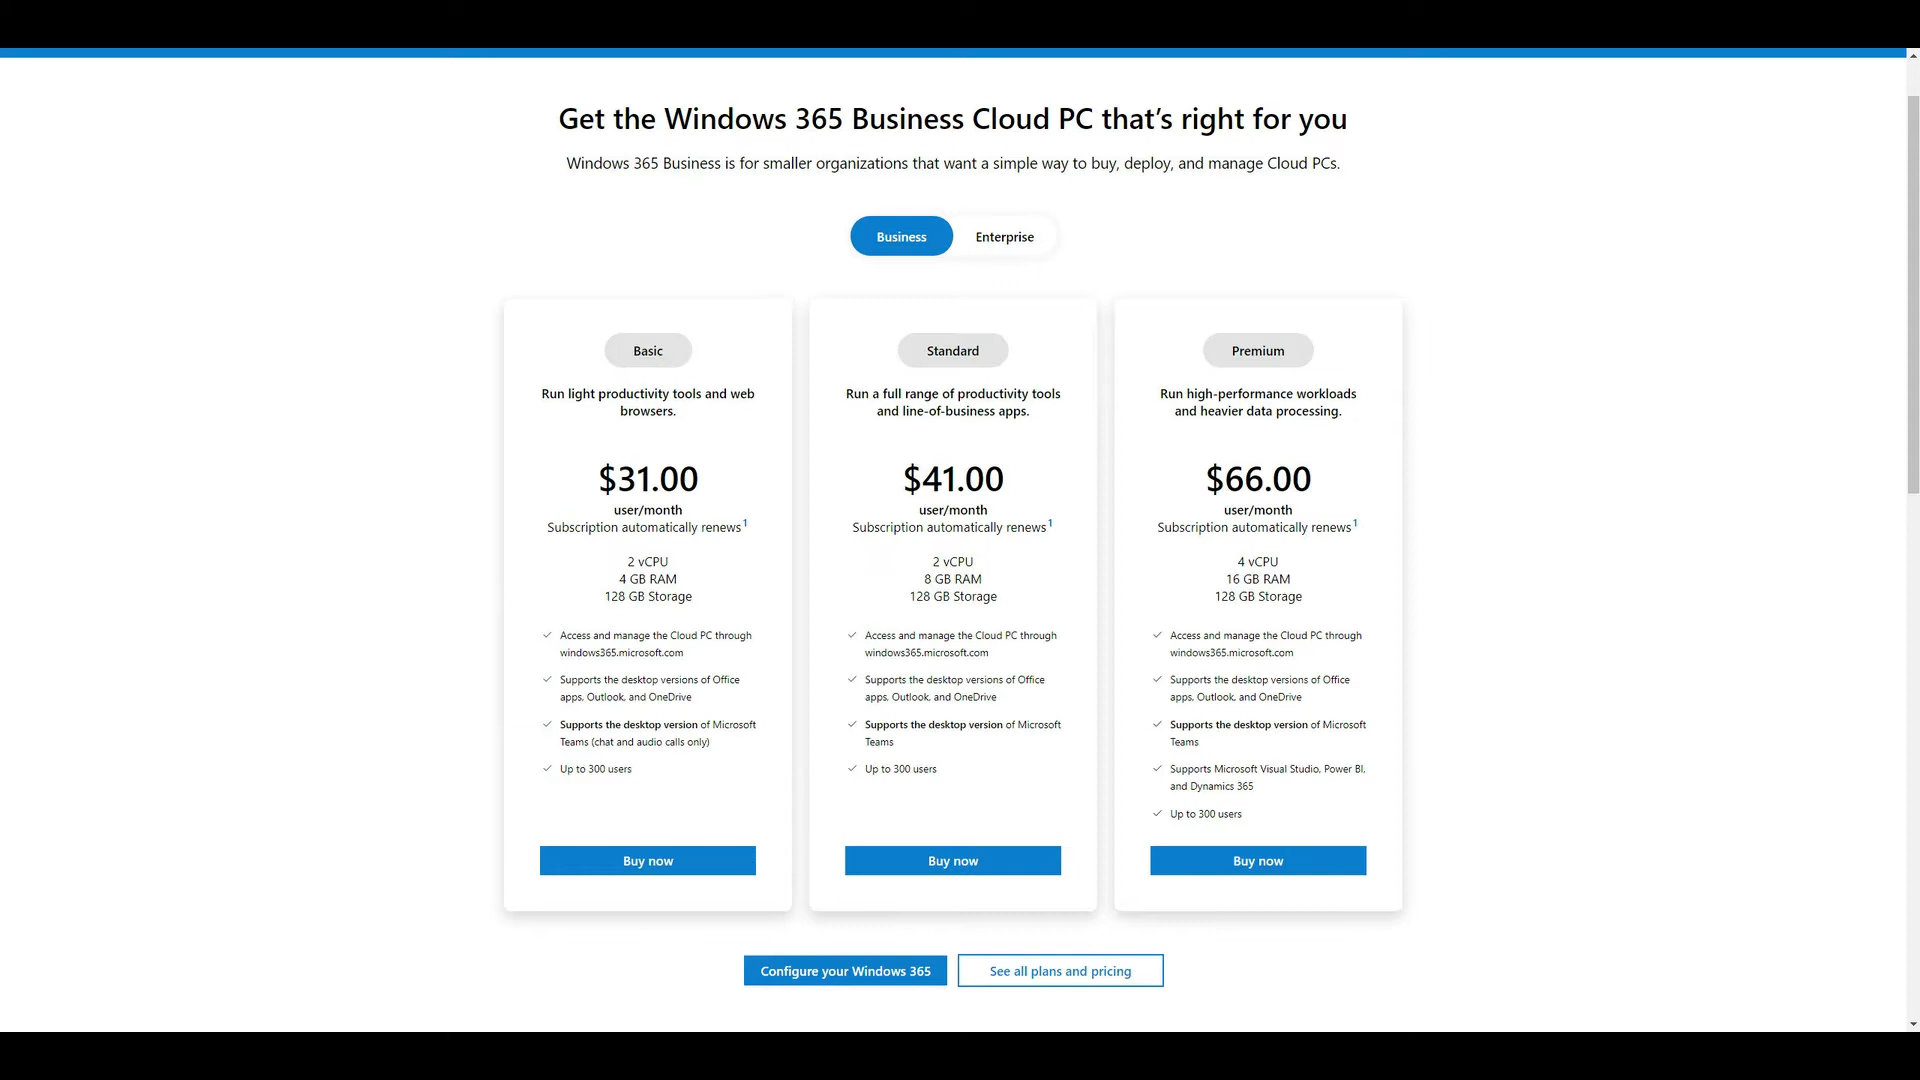 Get the Windows 365 Business Cloud PC that's right for you
Windows 365 Business is for smaller organizations that want a simple way to buy, deploy, and manage Cloud PCs.
Business
Enterprise
Basic
Run light productivity tools and web
browsers.
$31.00
user/month
Subscription automatically renews1
2 vCPU
4 GB RAM
128 GB Storage
Access and manage the Cloud PC through
windows365.microsoft.com
Supports the desktop versions of Office
apps, Outlook, and OneDrive
Supports the desktop version of Microsoft
Teams (chat and audio calls only)
Up to 300 users
Buy now
Standard
Run a full range of productivity tools
and line-of-business apps.
$41.00
user/month
Subscription automatically renews1
2 vCPU
8 GB RAM
128 GB Storage
Access and manage the Cloud PC through
windows365.microsoft.com
Supports the desktop versions of Office
apps, Outlook, and OneDrive
Supports the desktop version of Microsoft
Teams
Up to 300 users
Buy now
Premium
Run high-performance workloads
and heavier data processing.
$66.00
user/month
Subscription automatically renews1
4 vCPU
16 GB RAM
128 GB Storage
Access and manage the Cloud PC through
windows365.microsoft.com
Supports the desktop versions of Office
apps, Outlook, and OneDrive
Supports the desktop version of Microsoft
Teams
Supports Microsoft Visual Studio, Power BI,
and Dynamics 365
Up to 300 users
Buy now
Configure your Windows 365
See all plans and pricing